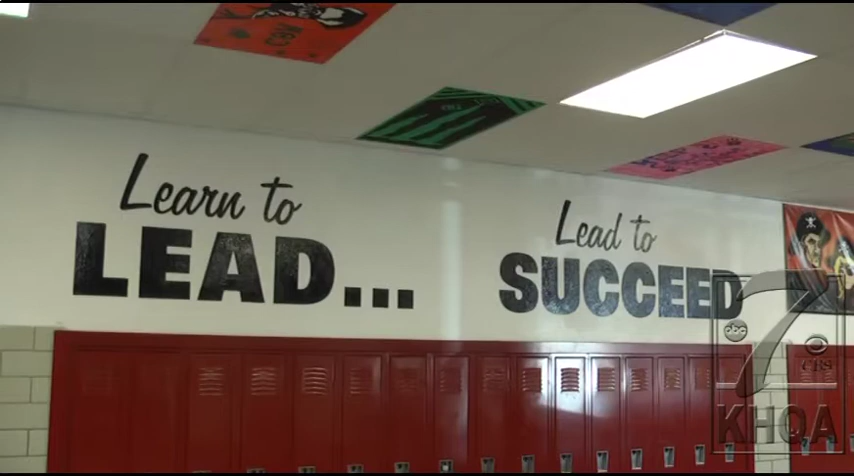 Learn to
LEAD...
Lead to
SUCCEED
7
abc
CBS
KHQA